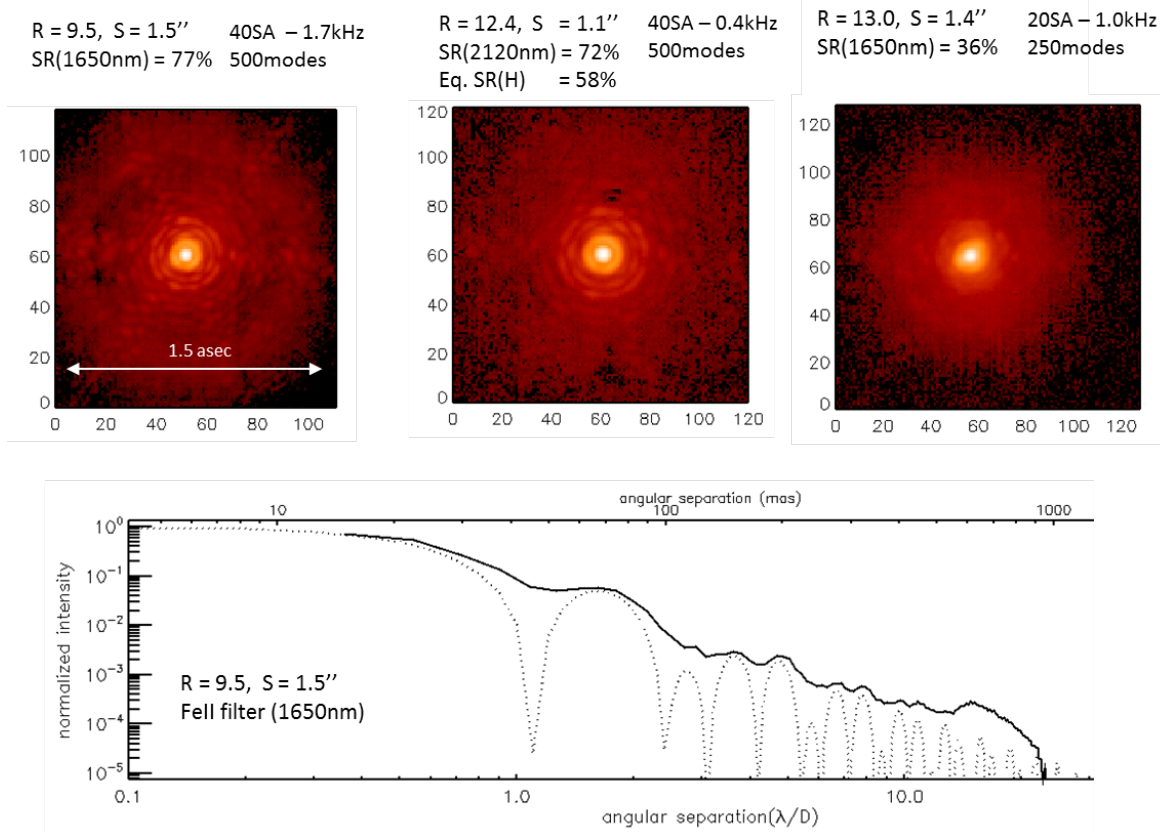 R = 9.5, S = 1.5’’ 40SA – 1.7kHz
SR(1650nm) = 77% 500modes
R = 12.4, S = 1.1’’ 40SA – 0.4kHz
SR(2120nm) = 72% 500modes
Eq. SR(H) = 58%
R = 13.0, S = 1.4’’ 20SA – 1.0kHz
SR(1650nm) = 36% 250modes
100
80
60
40
20
0
1.5 asec
0 20 40 60 80 100
120
100
80
60
40
20
0
0 20 40 60 80 100 120
120
100
80
60
40
20
0
0 20 40 60 80 100 120
angular separation (mas)
10 100 1000
normalized intensity
10⁰
10⁻¹
10⁻²
10⁻³
10⁻⁴
10⁻⁵
R = 9.5, S = 1.5’’
FeII filter (1650nm)
0.1 1.0 10.0
angular separation(λ/D)